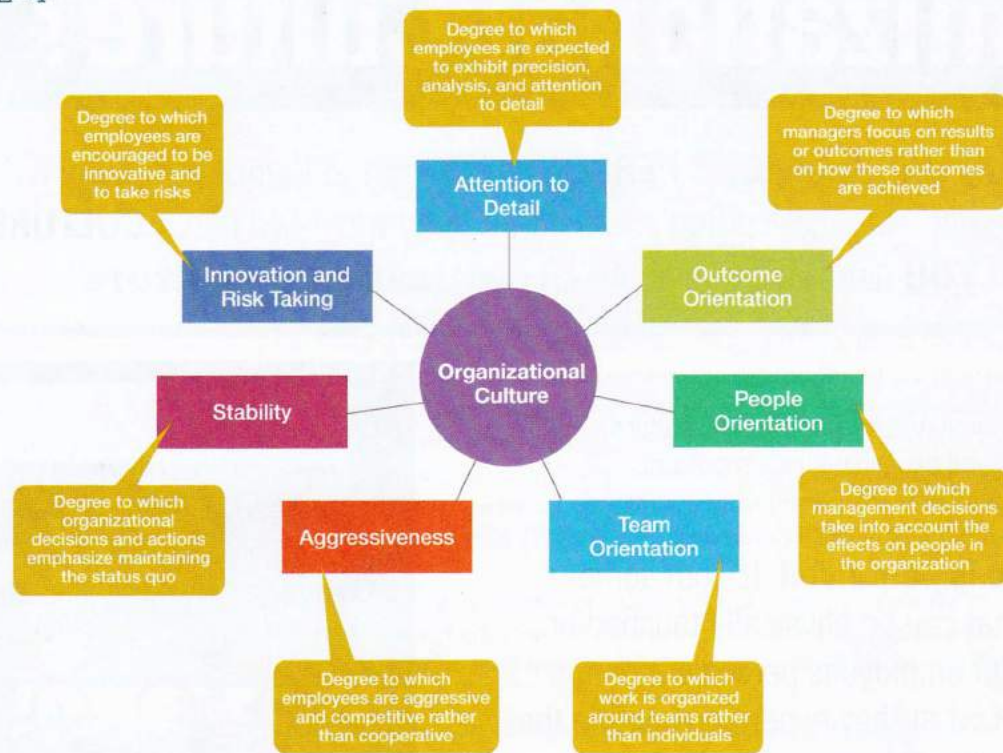 Degree to which
employees are expected
to exhibit precision,
analysis, and attention
to detail
Degree to which
employees are
encouraged to be
innovative and
to take risks
Degree to which
managers focus on results
or outcomes rather than
on how these outcomes
are achieved
Attention to
Detail
Innovation and
Risk Taking
Outcome
Orientation
CULTURE
Organizational
Culture
Stability
People
Orientation
Degree to which
organizational
decisions and actions
emphasize maintaining
the status quo
Aggressiveness
Team
Orientation
Degree to which
management decisions
take into account the
effects on people in
the organization
Degree to which
employees are aggressive
and competitive rather
than cooperative
Degree to which
work is organized
around teams rather
than individuals